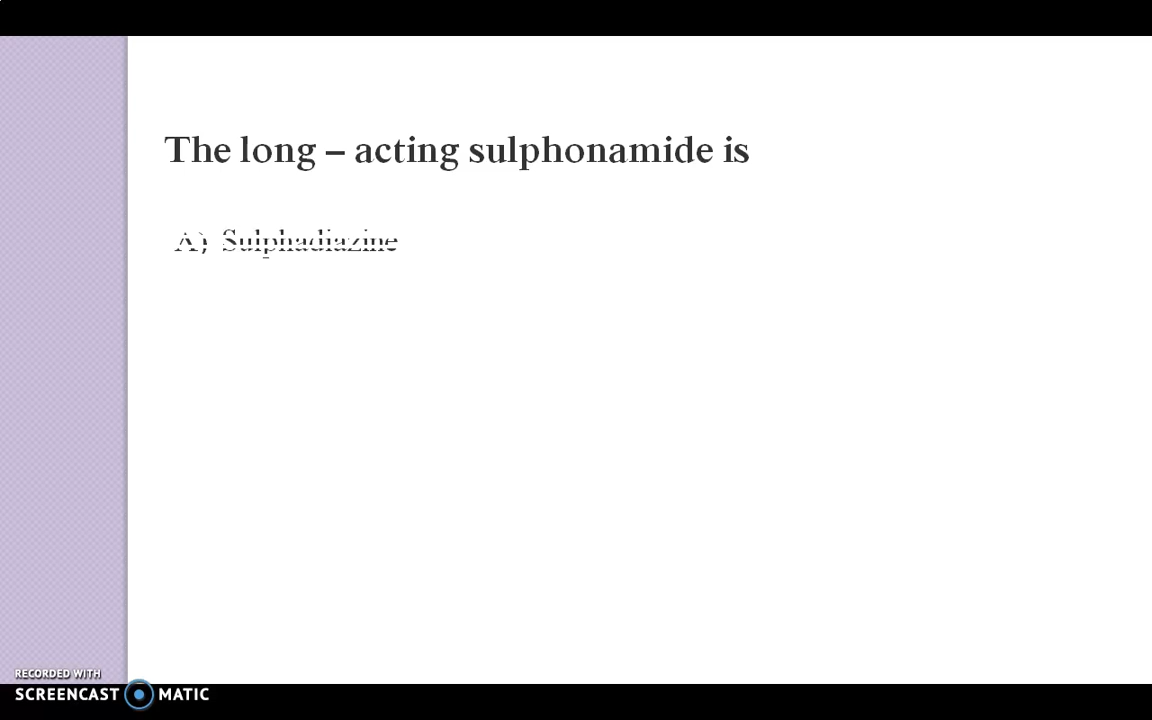 The long – acting sulphonamide is
A) Sulphadiazine
RECORDED WITH
SCREENCAST MATIC